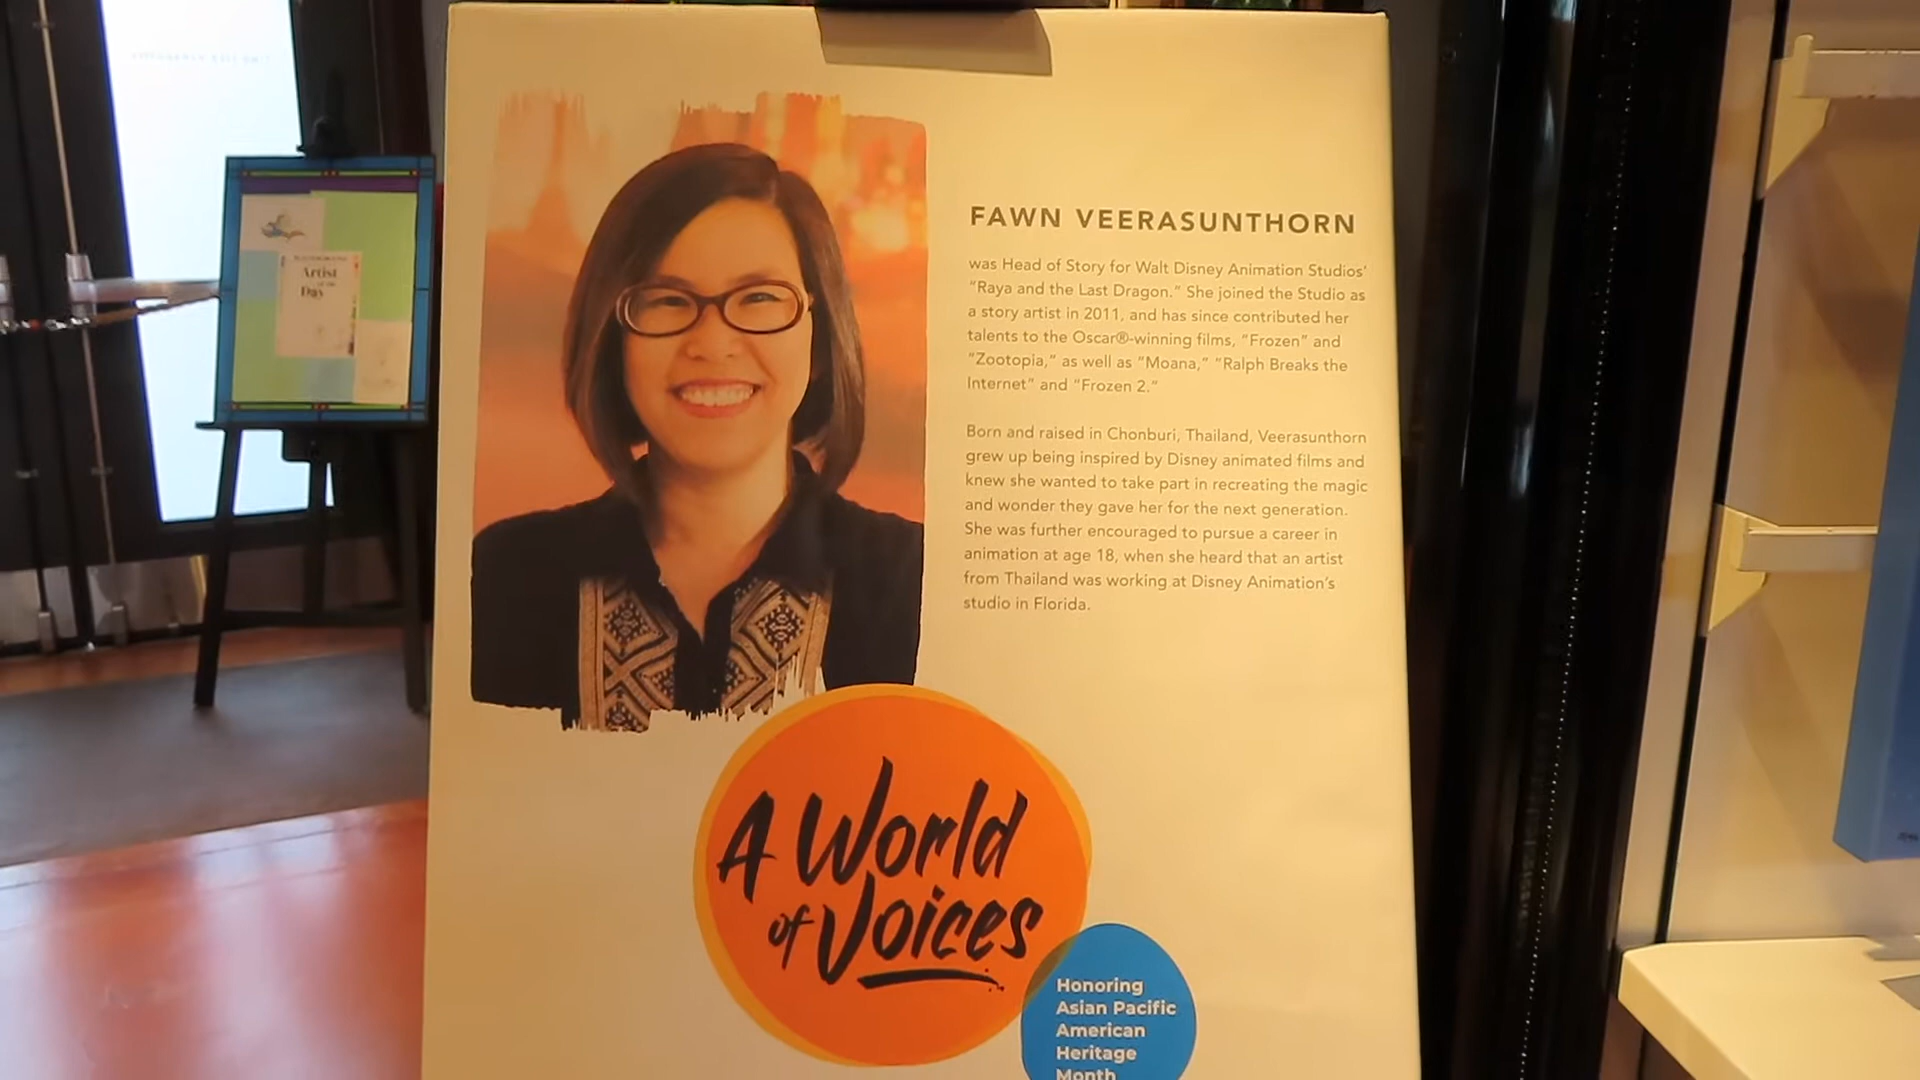 Artist
of the
Day
FAWN VEERASUNTHORN
was Head of Story for Walt Disney Animation Studios'
"Raya and the Last Dragon." She joined the Studio as
a story artist in 2011, and has since contributed her
talents to the Oscar®-winning films, "Frozen" and
"Zootopia," as well as "Moana," "Ralph Breaks the
Internet" and "Frozen 2."
Born and raised in Chonburi, Thailand, Veerasunthorn
grew up being inspired by Disney animated films and
knew she wanted to take part in recreating the magic
and wonder they gave her for the next generation.
She was further encouraged to pursue a career in
animation at age 18, when she heard that an artist
from Thailand was working at Disney Animation's
studio in Florida.
A World
of Voices
Honoring
Asian Pacific
American
Heritage
Month